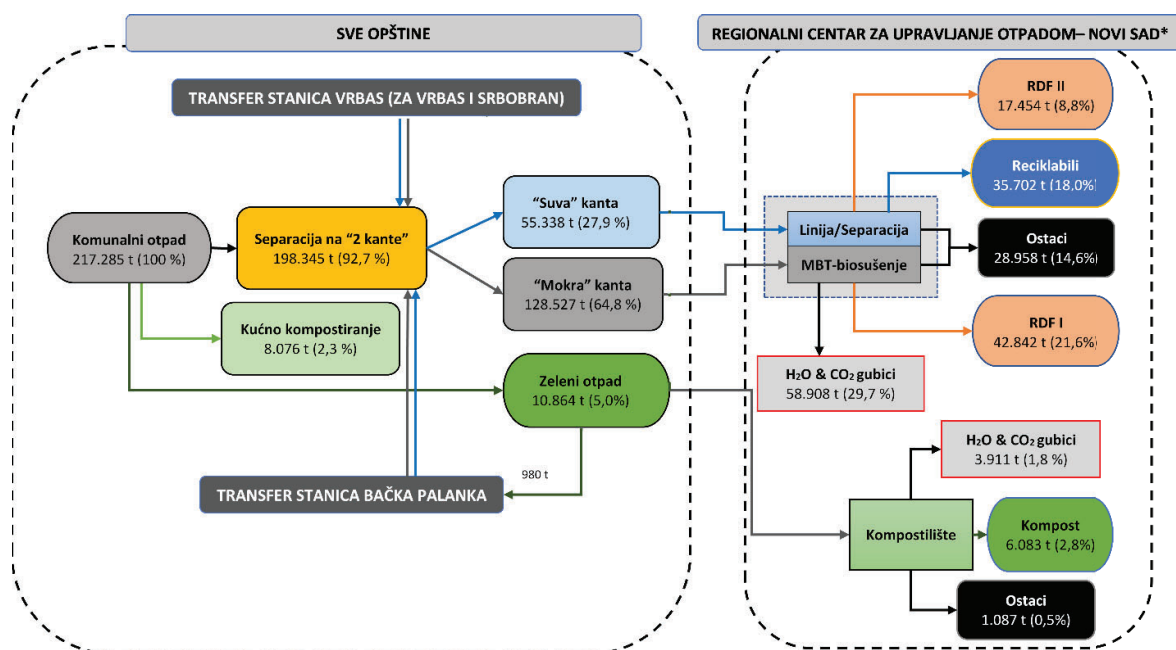 SVE OPŠTINE
REGIONALNI CENTAR ZA UPRAVLJANJE OTPADOM– NOVI SAD*
TRANSFER STANICA VRBAS (ZA VRBAS I SRBOBRAN)
Komunalni otpad
217.285 t (100 %)
Separacija na “2 kante”
198.345 t (92,7 %)
Kućno kompostiranje
8.076 t (2,3 %)
“Suva” kanta
55.338 t (27,9 %)
“Mokra” kanta
128.527 t (64,8 %)
Zeleni otpad
10.864 t (5,0%)
980 t
TRANSFER STANICA BAČKA PALANKA
Linija/Separacija
MBT-biosušenje
RDF II
17.454 t (8,8%)
Reciklabili
35.702 t (18.0%)
Ostaci
28.958 t (14,6%)
RDF I
42.842 t (21,6%)
H2O & CO2 gubici
58.908 t (29,7 %)
H2O & CO2 gubici
3.911 t (1,8 %)
Kompostilište
Kompost
6.083 t (2,8%)
Ostaci
1.087 t (0,5%)